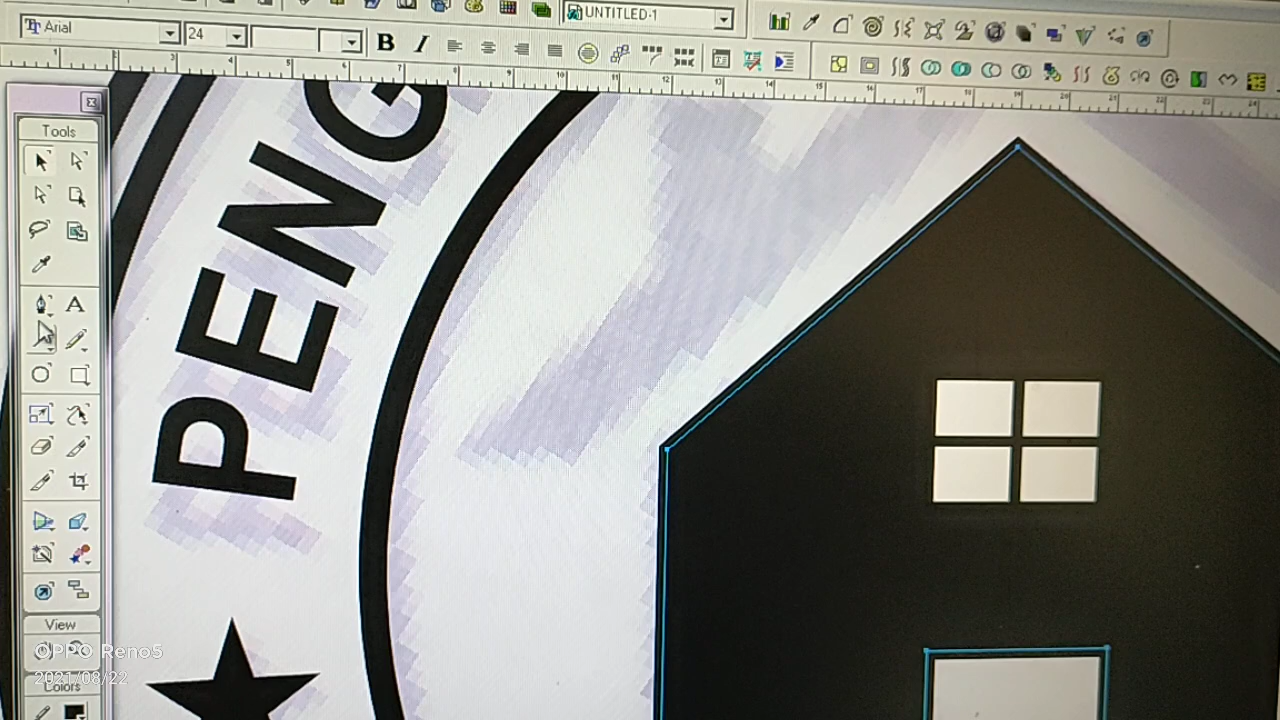 UNTITLED-1
Arial
24
B I
Tools
A
PENG
View
OPPO Reno5
2021/08/22
Colors